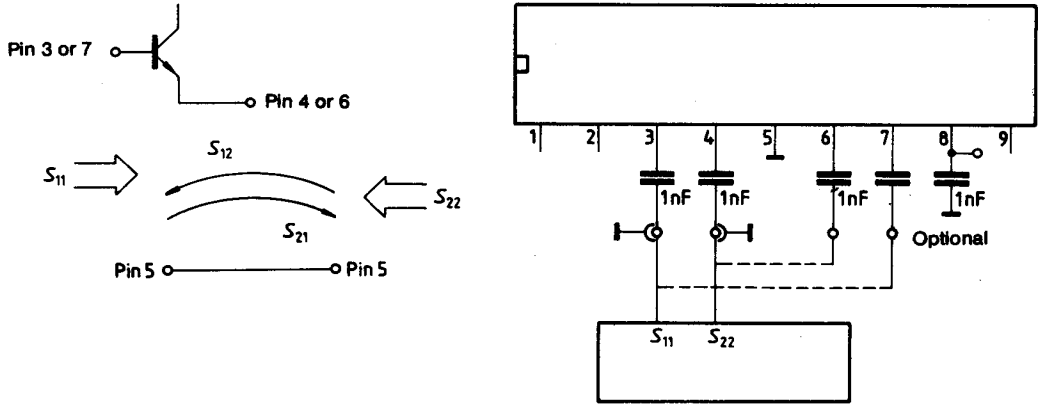 Pin 3 or 7
Pin 4 or 6
S12
S11
S22
S21
Pin 5
Pin 5
1 2 3 4 5 6 7 8 9
1nF 1nF 1nF 1nF
Optional
S11 S22